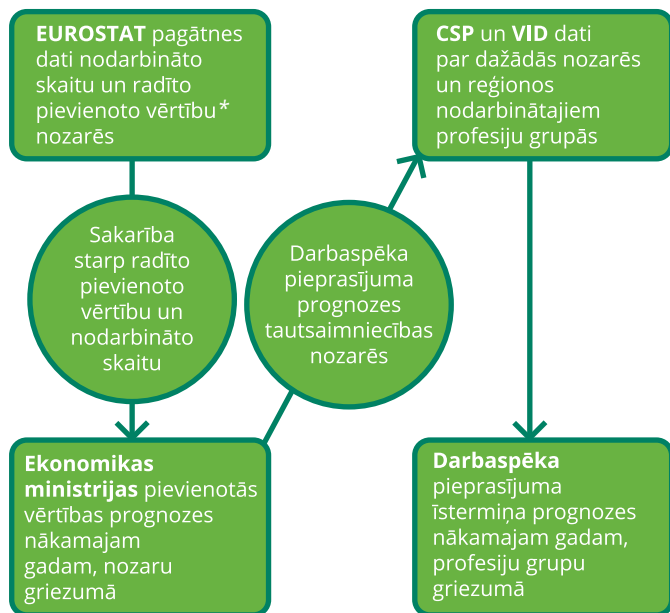 EUROSTAT pagātnes
dati nodarbināto
skaitu un radīto
pievienoto vērtību*
nozarēs
Sakarība
starp radīto
pievienoto
vērtību un
nodarbināto
skaitu
Ekonomikas
ministrijas pievienotās
vērtības prognozes
nākamajam
gadam, nozaru
griezumā
Darbaspēka
pieprasījuma
prognozes
tautsaimniecības
nozarēs
CSP un VID dati
par dažādās nozarēs
un reģionos
nodarbinātajiem
profesiju grupās
Darbaspēka
pieprasījuma
īstermiņa prognozes
nākamajam gadam,
profesiju grupu
griezumā